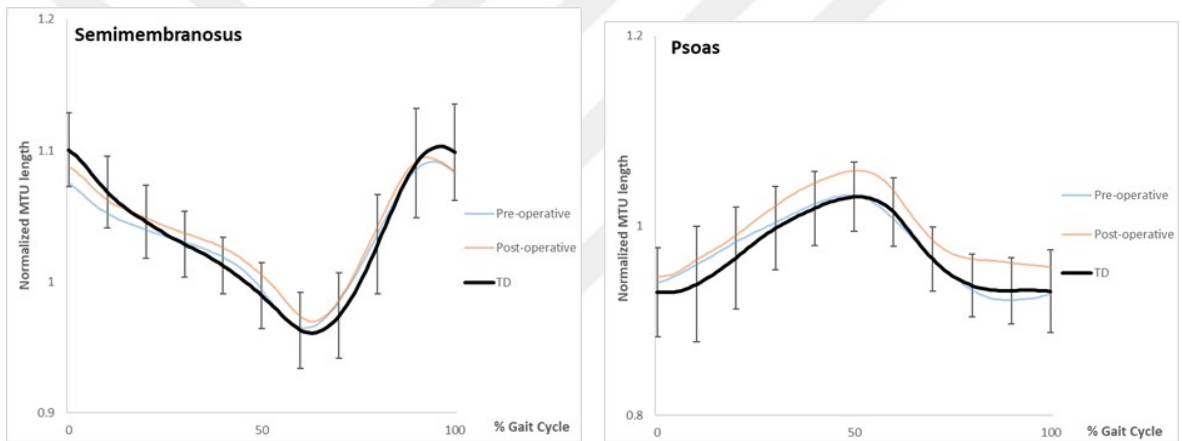 Semimembranosus
1.2
1.1
1
0.9
Normalized MTU length
0
50
100
% Gait Cycle
Pre-operative
Post-operative
TD
Psoas
1.2
1
0.8
Normalized MTU length
0
50
100
% Gait Cycle
Pre-operative
Post-operative
TD